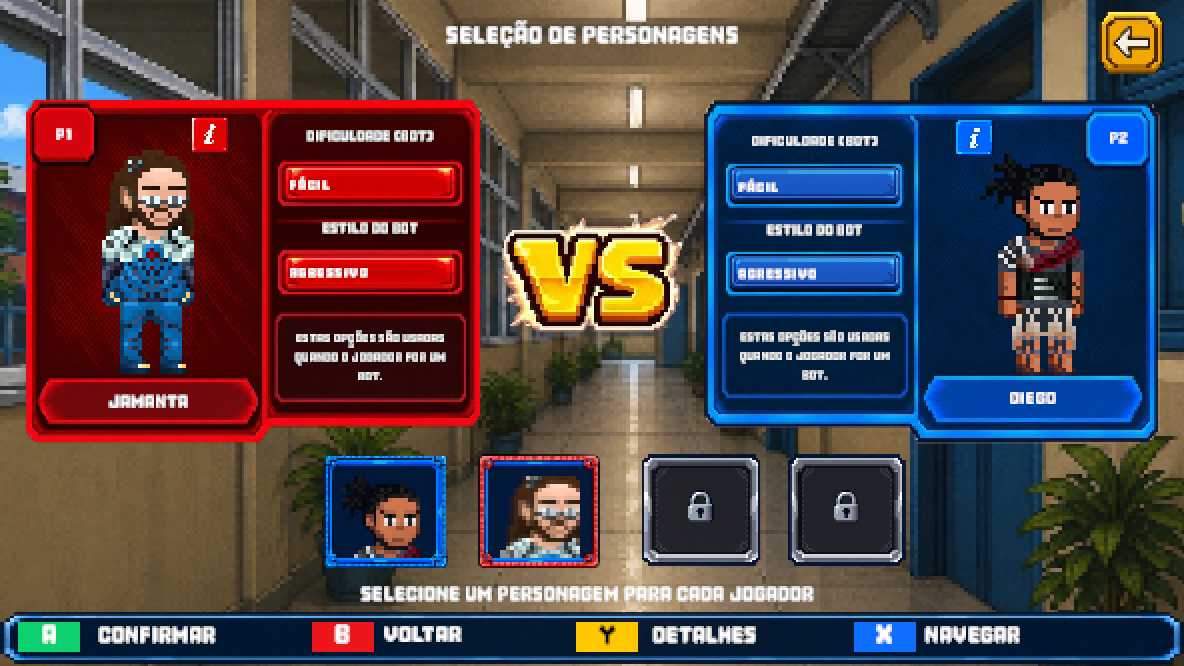 SELEÇÃO DE PERSONAGENS
P1
i
DIFICULDADE (BOT)
FÁCIL
ESTILO DO BOT
AGRESSIVO
ESTAS OPÇÕES SÃO USADAS
QUANDO O JOGADOR FOR UM
BOT.
JAMANTA
VS
DIFICULDADE (BOT)
FÁCIL
ESTILO DO BOT
AGRESSIVO
ESTAS OPÇÕES SÃO USADAS
QUANDO O JOGADOR FOR UM
BOT.
i
P2
DIEGO
SELECIONE UM PERSONAGEM PARA CADA JOGADOR
A CONFIRMAR B VOLTAR Y DETALHES X NAVEGAR